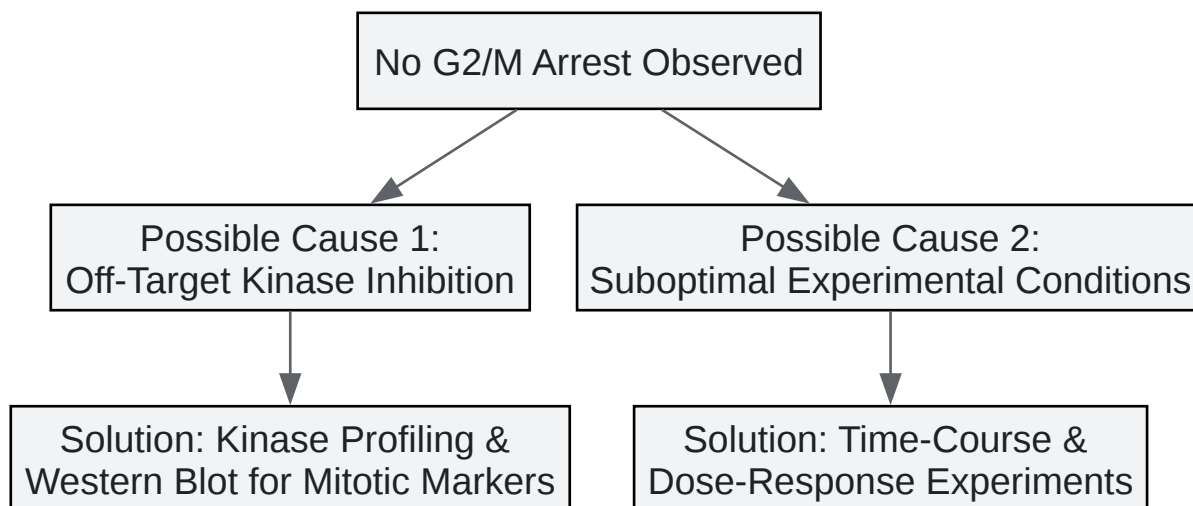 No G2/M Arrest Observed
Possible Cause 1:
Off-Target Kinase Inhibition
Possible Cause 2:
Suboptimal Experimental Conditions
Solution: Kinase Profiling &
Western Blot for Mitotic Markers
Solution: Time-Course &
Dose-Response Experiments